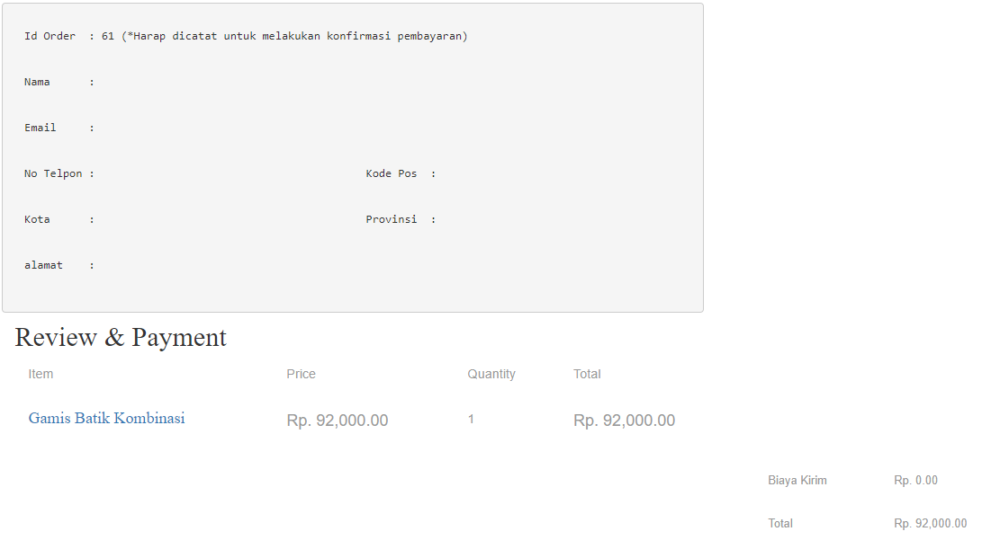 Id Order : 61 (*Harap dicatat untuk melakukan konfirmasi pembayaran)
Nama :
Email :
No Telpon : Kode Pos :
Kota : Provinsi :
alamat :
Review & Payment
Item Price Quantity Total
Gamis Batik Kombinasi Rp. 92,000.00 1 Rp. 92,000.00
Biaya Kirim Rp. 0.00
Total Rp. 92,000.00